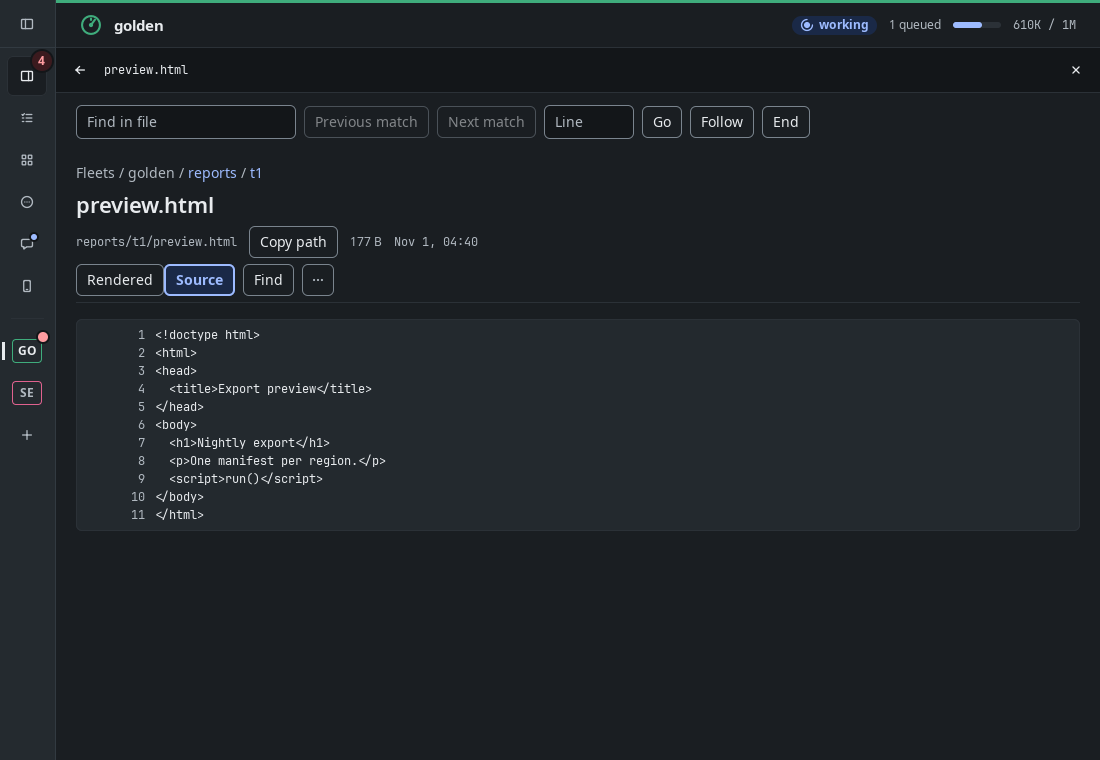 golden
working
1 queued
610K / 1M
4
preview.html
Find in file
Previous match
Next match
Line
Go
Follow
End
Fleets / golden / reports / t1
preview.html
reports/t1/preview.html
Copy path
177 B
Nov 1, 04:40
Rendered
Source
Find
...
GO
SE
1 <!doctype html>
2 <html>
3 <head>
4   <title>Export preview</title>
5 </head>
6 <body>
7   <h1>Nightly export</h1>
8   <p>One manifest per region.</p>
9   <script>run()</script>
10 </body>
11 </html>